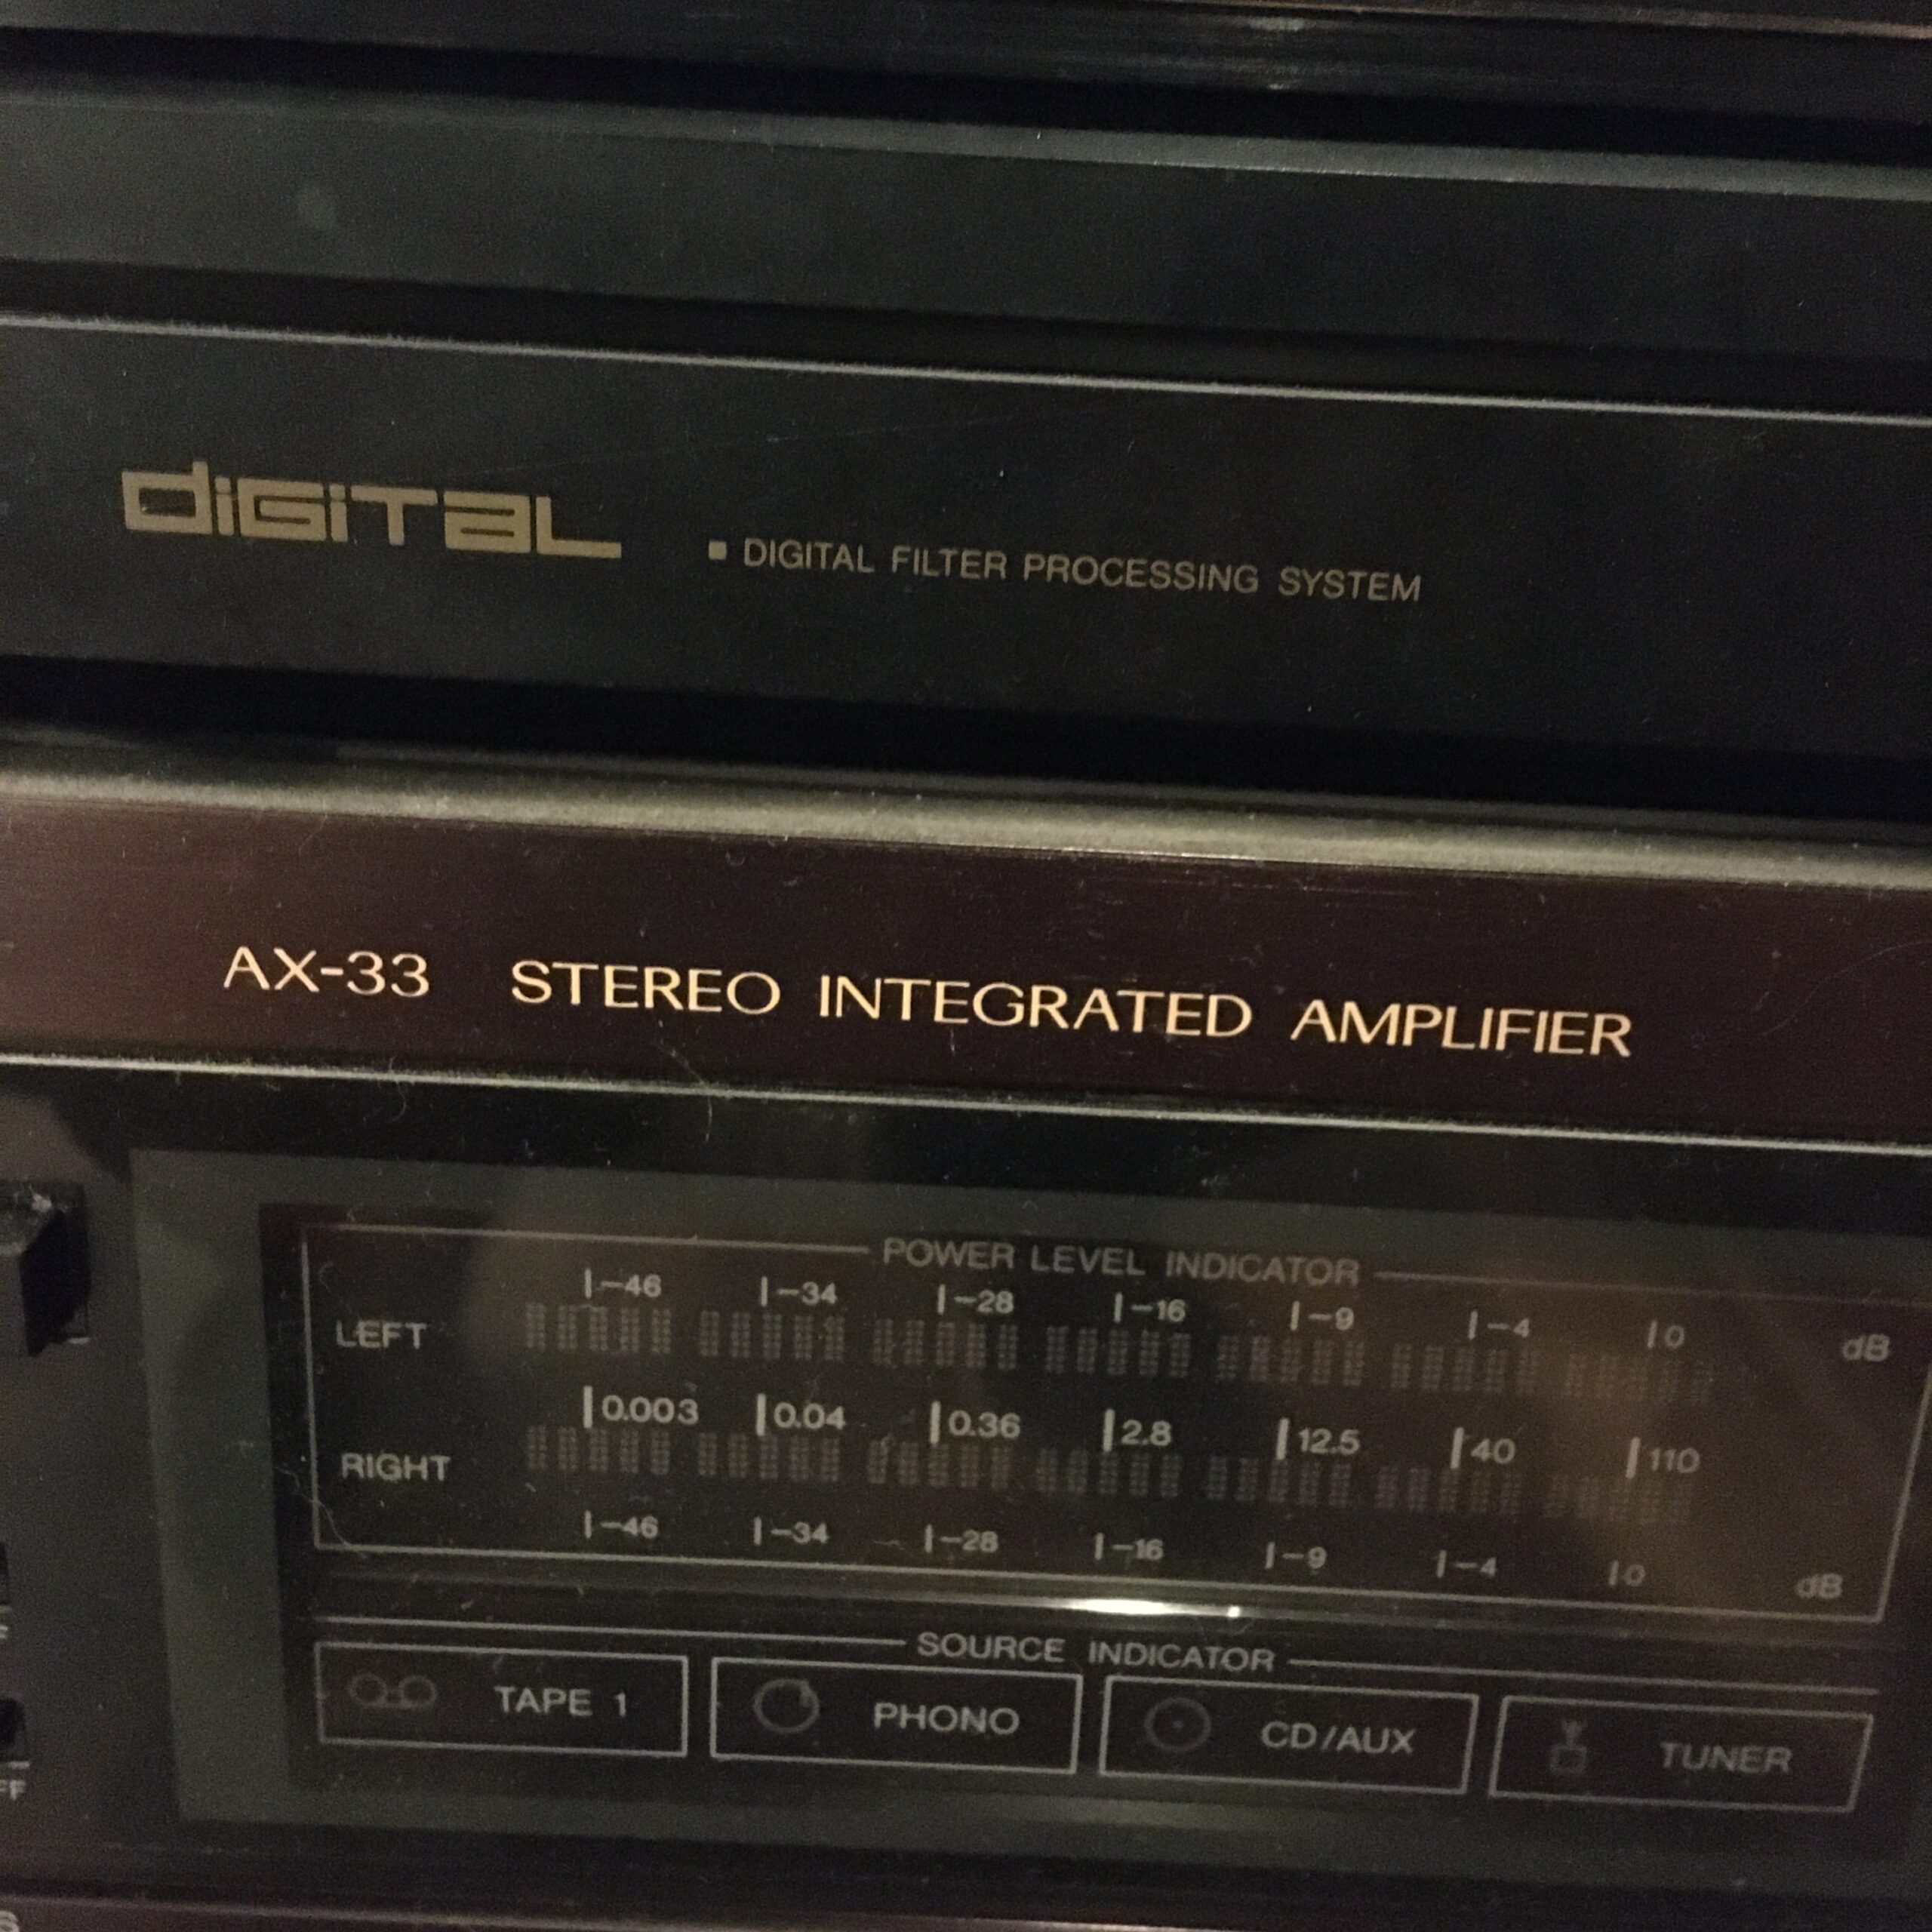 diGiTaL
DIGITAL FILTER PROCESSING SYSTEM
AX-33 STEREO INTEGRATED AMPLIFIER
POWER LEVEL INDICATOR
-46 -34 -28 -16 -9 -4 0 dB
LEFT
0.003 0.04 0.36 2.8 12.5 40 110
RIGHT
-46 -34 -28 -16 -9 -4 0 dB
SOURCE INDICATOR
TAPE 1 PHONO CD/AUX TUNER